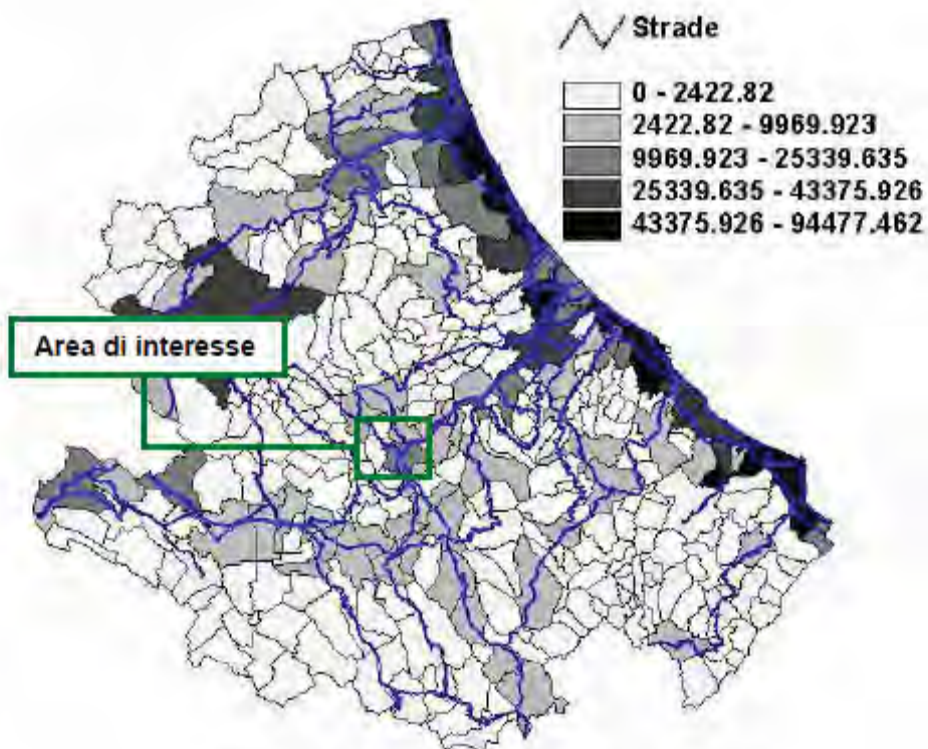 Strade
0 - 2422.82
2422.82 - 9969.923
9969.923 - 25339.635
25339.635 - 43375.926
43375.926 - 94477.462
Area di interesse